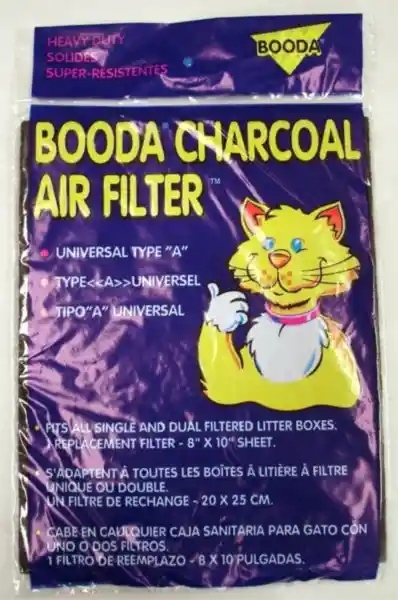 HEAVY DUTY
SOLIDES
SUPER-RESISTENTES
BOODA
BOODA CHARCOAL
AIR FILTER™
• UNIVERSAL TYPE "A"
• TYPE<<A>>UNIVERSEL
• TIPO"A" UNIVERSAL
• FITS ALL SINGLE AND DUAL FILTERED LITTER BOXES.
1 REPLACEMENT FILTER - 8" X 10" SHEET.
• S'ADAPTENT À TOUTES LES BOÎTES À LITIÈRE À FILTRE
UNIQUE OU DOUBLE.
UN FILTRE DE RECHANGE - 20 X 25 CM.
• CABE EN CAULQUIER CAJA SANITARIA PARA GATO CÓN
UNO O DOS FILTROS.
1 FILTRO DE REEMPLAZO - 8 X 10 PULGADAS.